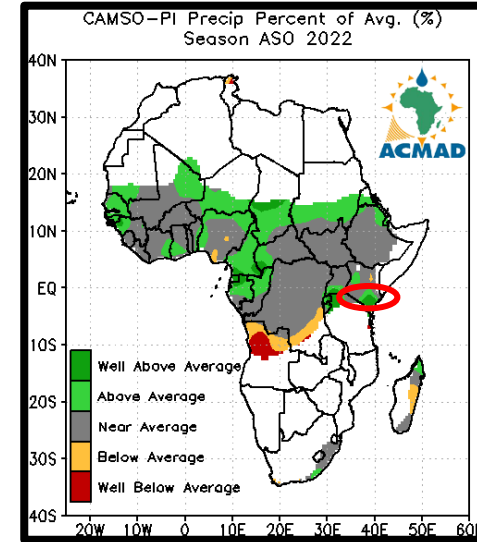 CAMSO-PI Precip Percent of Avg. (%)
Season ASO 2022
40N
30N
20N
10N
EQ
10S
20S
30S
40S
ACMAD
Well Above Average
Above Average
Near Average
Below Average
Well Below Average
20W 10W 0 10E 20E 30E 40E 50E